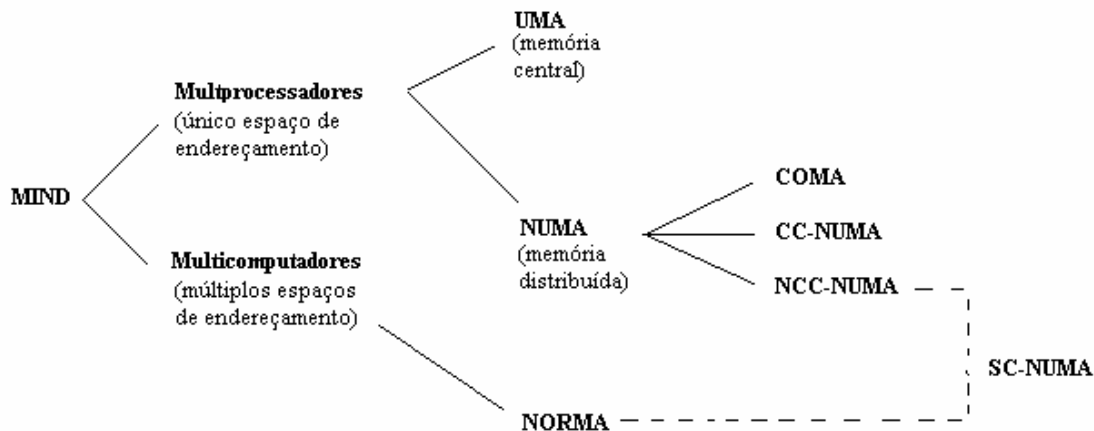 MIND
Multiprocessadores
(único espaço de
endereçamento)
Multicomputadores
(múltiplos espaços
de endereçamento)
UMA
(memória
central)
NUMA
(memória
distribuída)
NORMA
COMA
CC-NUMA
NCC-NUMA
SC-NUMA